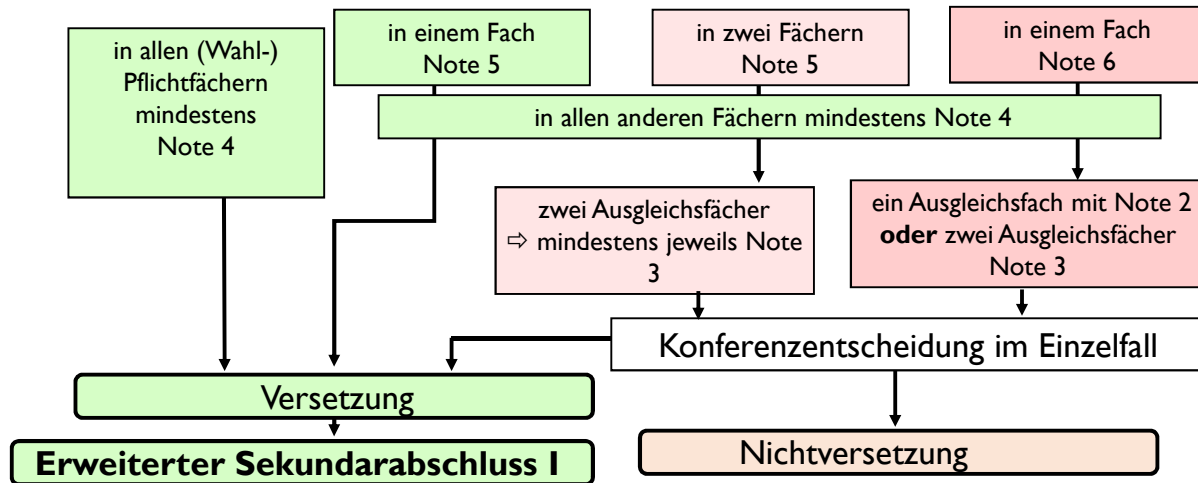 in allen (Wahl-)
Pflichtfächern
mindestens
Note 4
in einem Fach
Note 5
in zwei Fächern
Note 5
in einem Fach
Note 6
in allen anderen Fächern mindestens Note 4
zwei Ausgleichsfächer
⇨ mindestens jeweils Note
3
ein Ausgleichsfach mit Note 2
oder zwei Ausgleichsfächer
Note 3
Konferenzentscheidung im Einzelfall
Versetzung
Erweiterter Sekundarabschluss I
Nichtversetzung